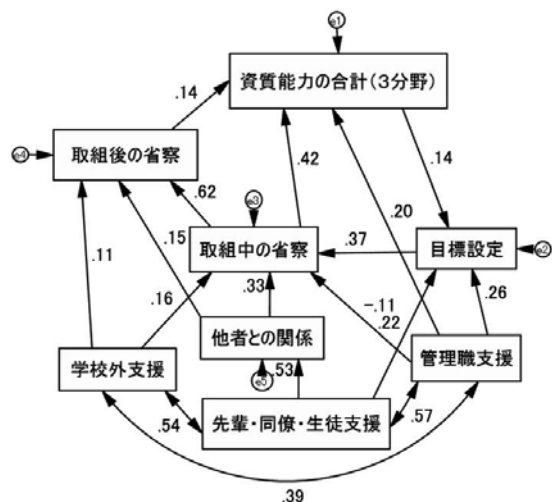 e1
資質能力の合計(3分野)
.14
e4
取組後の省察
.42
.14
.62
e3
.20
.11
.15
取組中の省察
.37
目標設定
e2
.16
.33
-.11
.26
他者との関係
.22
学校外支援
e5
.53
管理職支援
.54
先輩・同僚・生徒支援
.57
.39